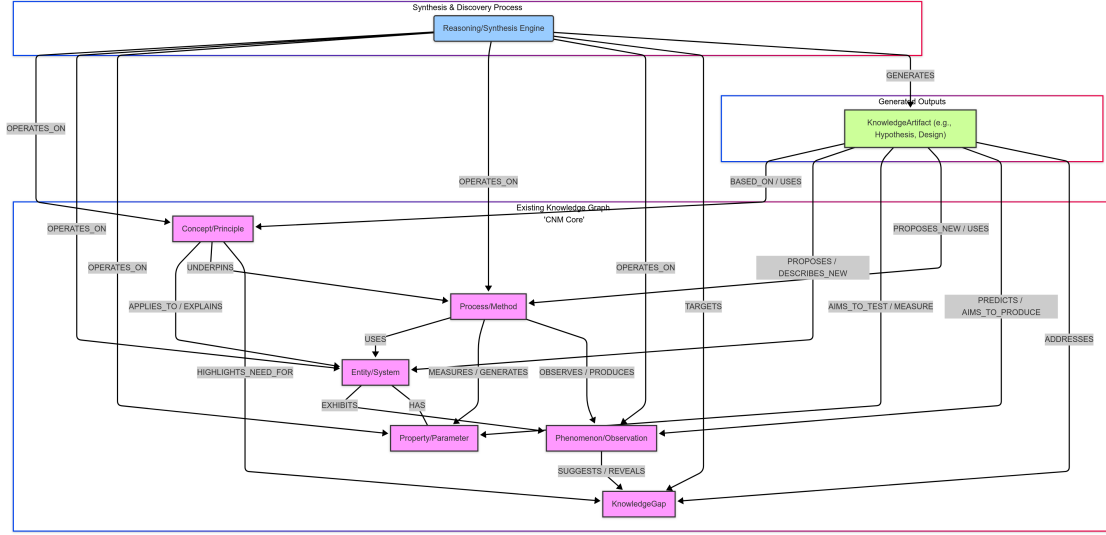 Synthesis & Discovery Process
Reasoning/Synthesis Engine
GENERATES
Generated Outputs
KnowledgeArtifact (e.g.,
Hypothesis, Design)
OPERATES_ON
OPERATES_ON
BASED_ON / USES
Existing Knowledge Graph
'CNM Core'
Concept/Principle
OPERATES_ON
PROPOSES_NEW / USES
UNDERPINS
OPERATES_ON
OPERATES_ON
PROPOSES /
DESCRIBES_NEW
APPLIES_TO / EXPLAINS
Process/Method
TARGETS
AIMS_TO_TEST / MEASURE
PREDICTS /
AIMS_TO_PRODUCE
USES
ADDRESSES
HIGHLIGHTS_NEED_FOR
Entity/System
MEASURES / GENERATES
OBSERVES / PRODUCES
EXHIBITS
HAS
Property/Parameter
Phenomenon/Observation
SUGGESTS / REVEALS
KnowledgeGap